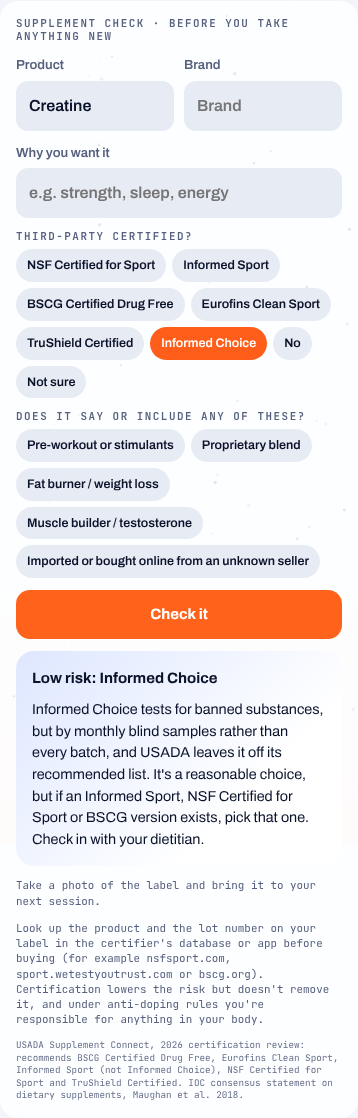 SUPPLEMENT CHECK · BEFORE YOU TAKE
ANYTHING NEW
Product
Brand
Creatine
Brand
Why you want it
e.g. strength, sleep, energy
THIRD-PARTY CERTIFIED?
NSF Certified for Sport
Informed Sport
BSCG Certified Drug Free
Eurofins Clean Sport
TruShield Certified
Informed Choice
No
Not sure
DOES IT SAY OR INCLUDE ANY OF THESE?
Pre-workout or stimulants
Proprietary blend
Fat burner / weight loss
Muscle builder / testosterone
Imported or bought online from an unknown seller
Check it
Low risk: Informed Choice
Informed Choice tests for banned substances,
but by monthly blind samples rather than
every batch, and USADA leaves it off its
recommended list. It's a reasonable choice,
but if an Informed Sport, NSF Certified for
Sport or BSCG version exists, pick that one.
Check in with your dietitian.
Take a photo of the label and bring it to your
next session.
Look up the product and the lot number on your
label in the certifier's database or app before
buying (for example nsfsport.com,
sport.wetestyoutrust.com or bscg.org).
Certification lowers the risk but doesn't remove
it, and under anti-doping rules you're
responsible for anything in your body.
USADA Supplement Connect, 2026 certification review:
recommends BSCG Certified Drug Free, Eurofins Clean Sport,
Informed Sport (not Informed Choice), NSF Certified for
Sport and TruShield Certified. IOC consensus statement on
dietary supplements, Maughan et al. 2018.